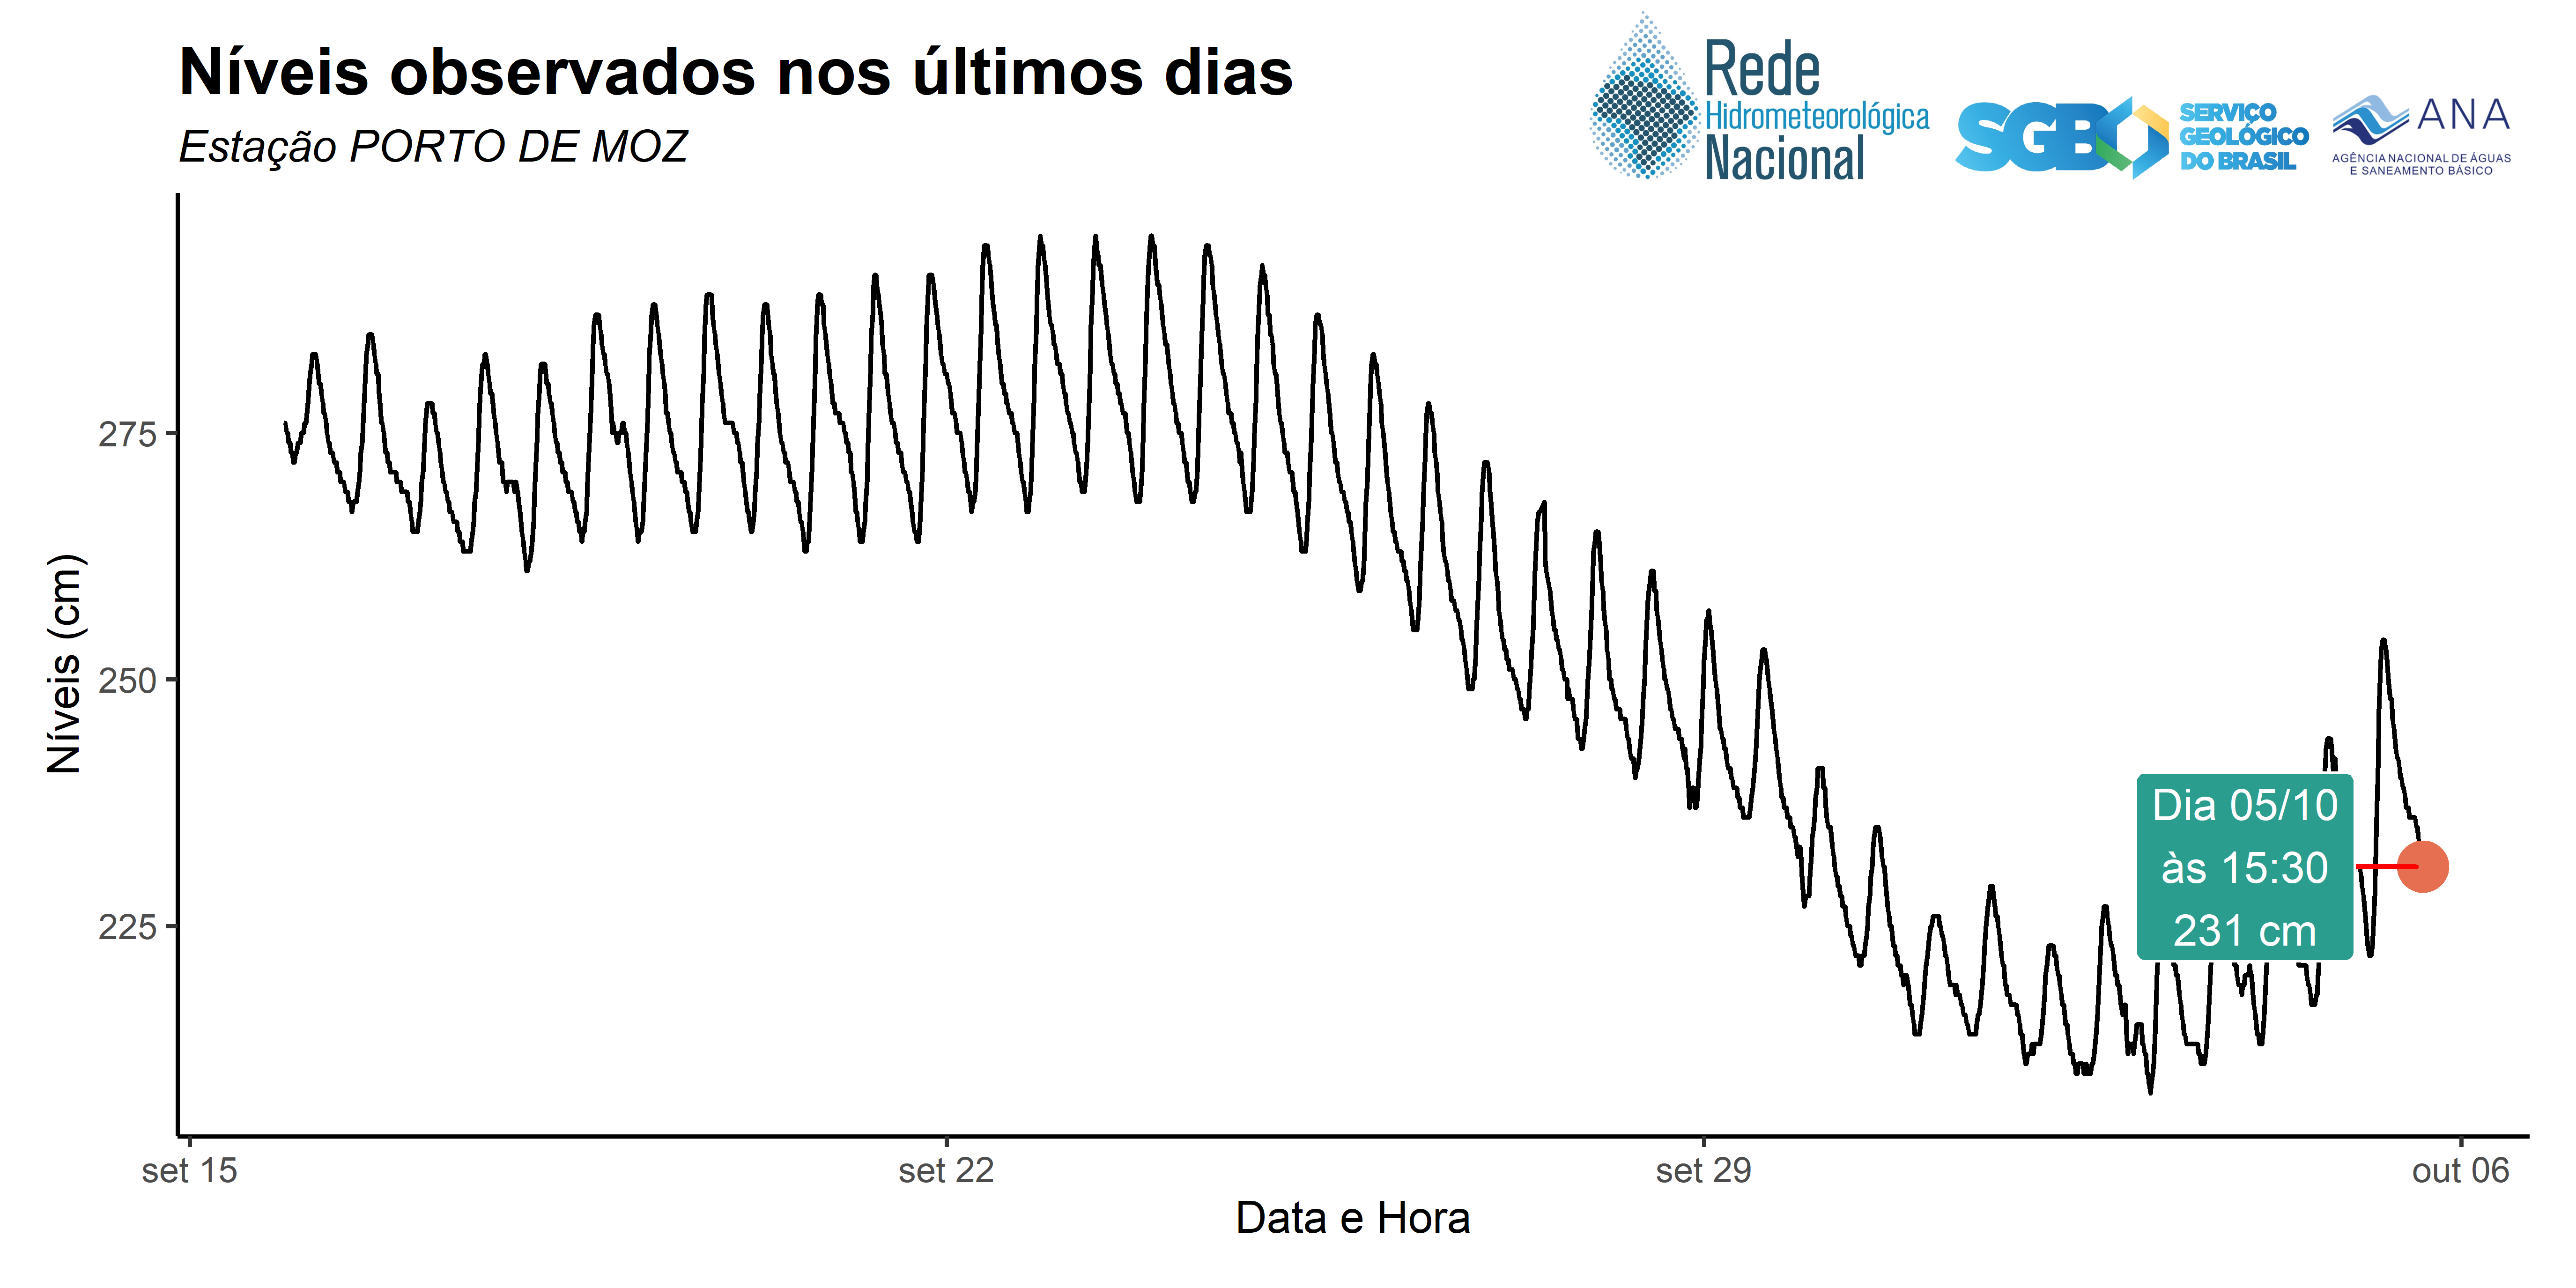 Níveis observados nos últimos dias
Estação PORTO DE MOZ
Rede
Hidrometeorológica
Nacional
SGB
SERVIÇO
GEOLÓGICO
DO BRASIL
ANA
AGÊNCIA NACIONAL DE ÁGUAS
E SANEAMENTO BÁSICO
Níveis (cm)
275
250
225
Dia 05/10
às 15:30
231 cm
set 15
set 22
set 29
out 06
Data e Hora